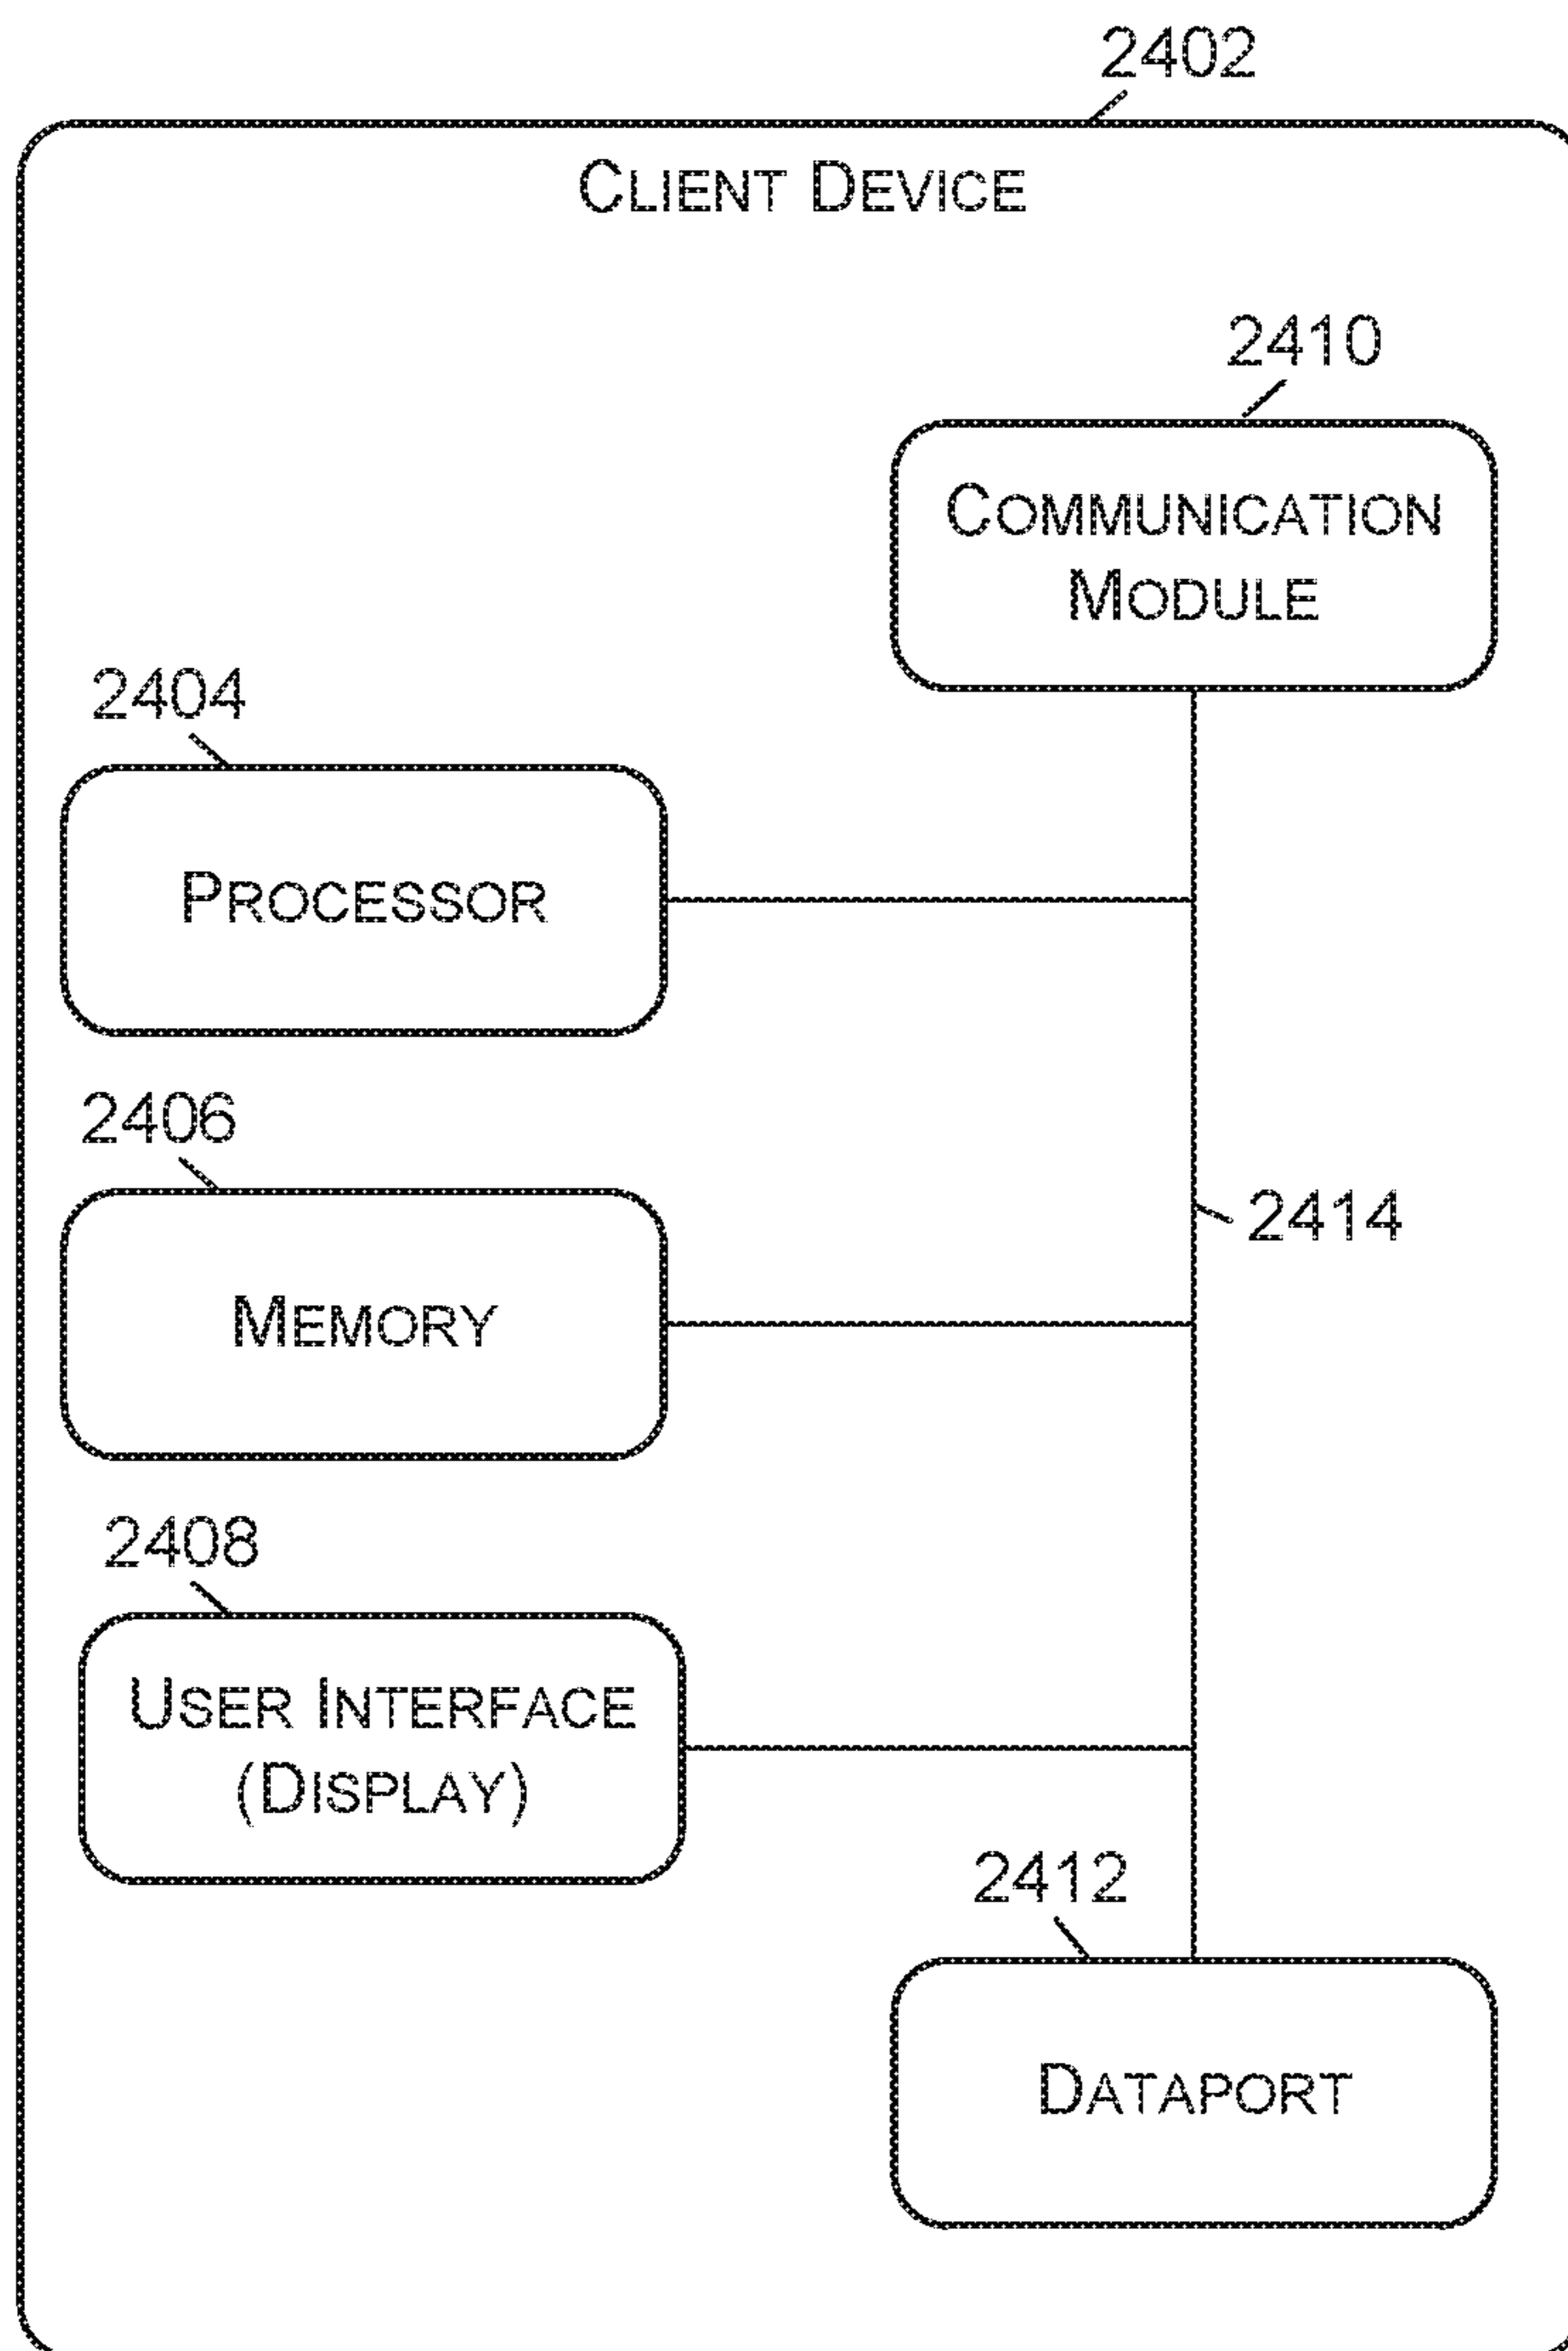 2402
CLIENT DEVICE
2410
COMMUNICATION
MODULE
2404
PROCESSOR
2406
2414
MEMORY
2408
USER INTERFACE
(DISPLAY)
2412
DATAPORT